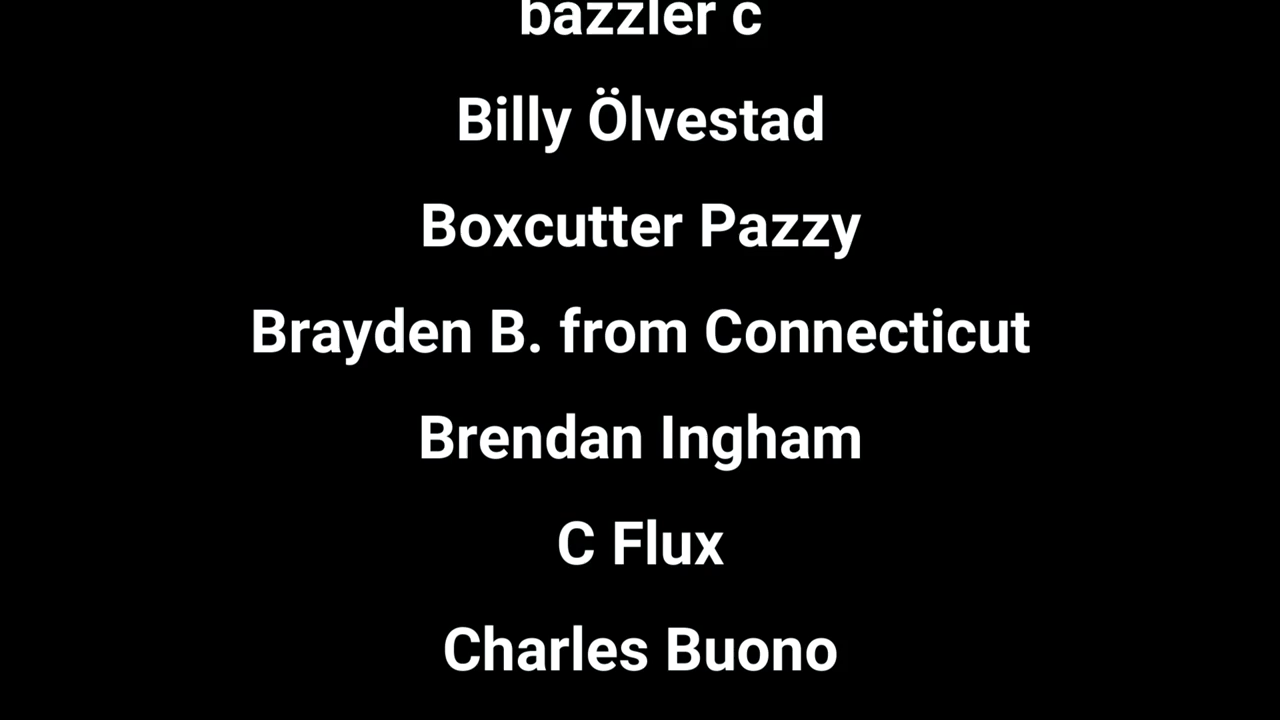 bazzler c
Billy Ölvestad
Boxcutter Pazzy
Brayden B. from Connecticut
Brendan Ingham
C Flux
Charles Buono